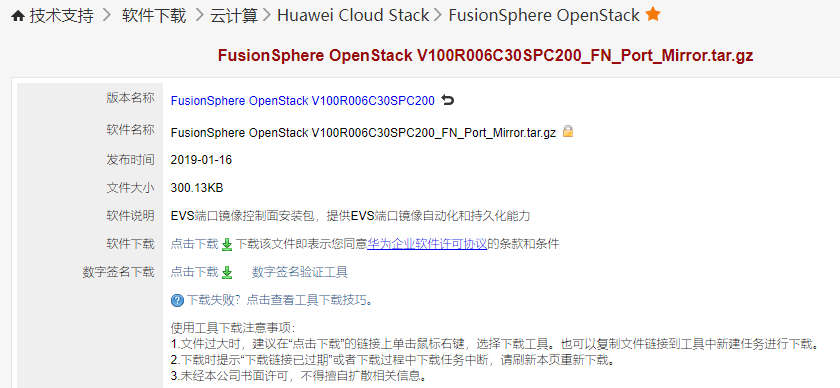 技术支持 > 软件下载 > 云计算 > Huawei Cloud Stack > FusionSphere OpenStack
FusionSphere OpenStack V100R006C30SPC200_FN_Port_Mirror.tar.gz
版本名称 FusionSphere OpenStack V100R006C30SPC200
软件名称 FusionSphere OpenStack V100R006C30SPC200_FN_Port_Mirror.tar.gz
发布时间 2019-01-16
文件大小 300.13KB
软件说明 EVS端口镜像控制面安装包，提供EVS端口镜像自动化和持久化能力
软件下载 点击下载 下载该文件即表示您同意华为企业软件许可协议的条款和条件
数字签名下载 点击下载 数字签名验证工具
下载失败？点击查看工具下载技巧。
使用工具下载注意事项：
1.文件过大时，建议在“点击下载”的链接上单击鼠标右键，选择下载工具。也可以复制文件链接到工具中新建任务进行下载。
2.下载时提示“下载链接已过期”或者下载过程中下载任务中断，请刷新本页重新下载。
3.未经本公司书面许可，不得擅自扩散相关信息。